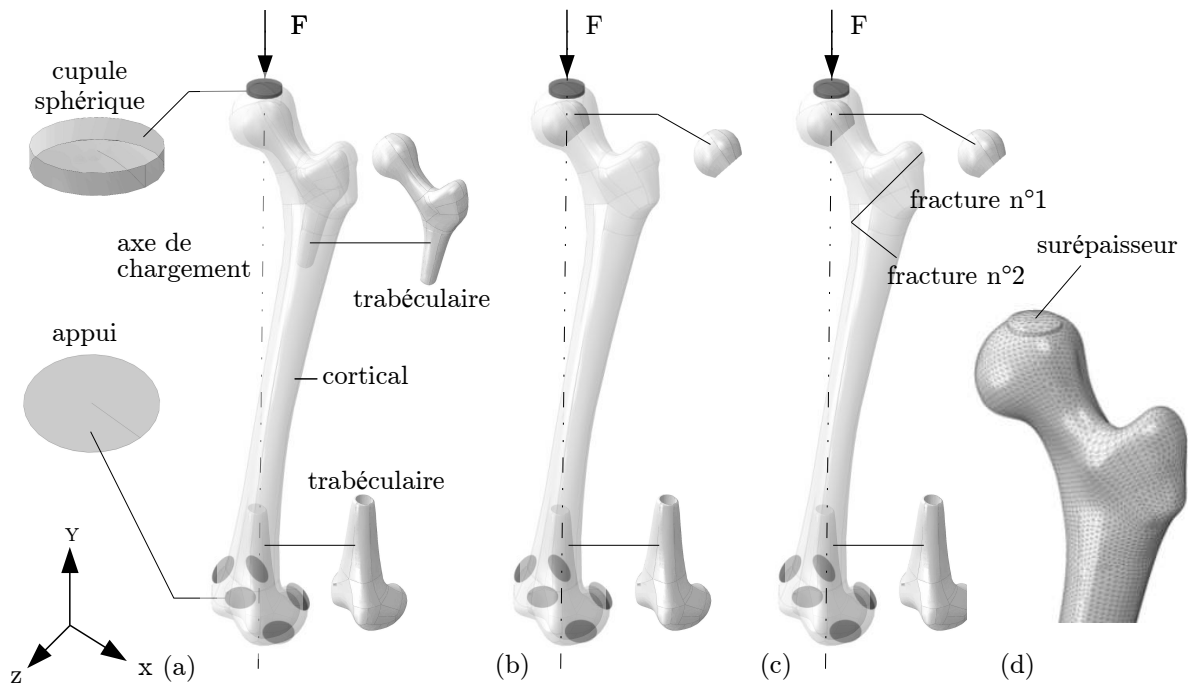 F
F
F
cupule
sphérique
axe de
chargement
trabéculaire
fracture n°1
fracture n°2
surépaisseur
appui
cortical
trabéculaire
Y
X
Z
(a)
(b)
(c)
(d)